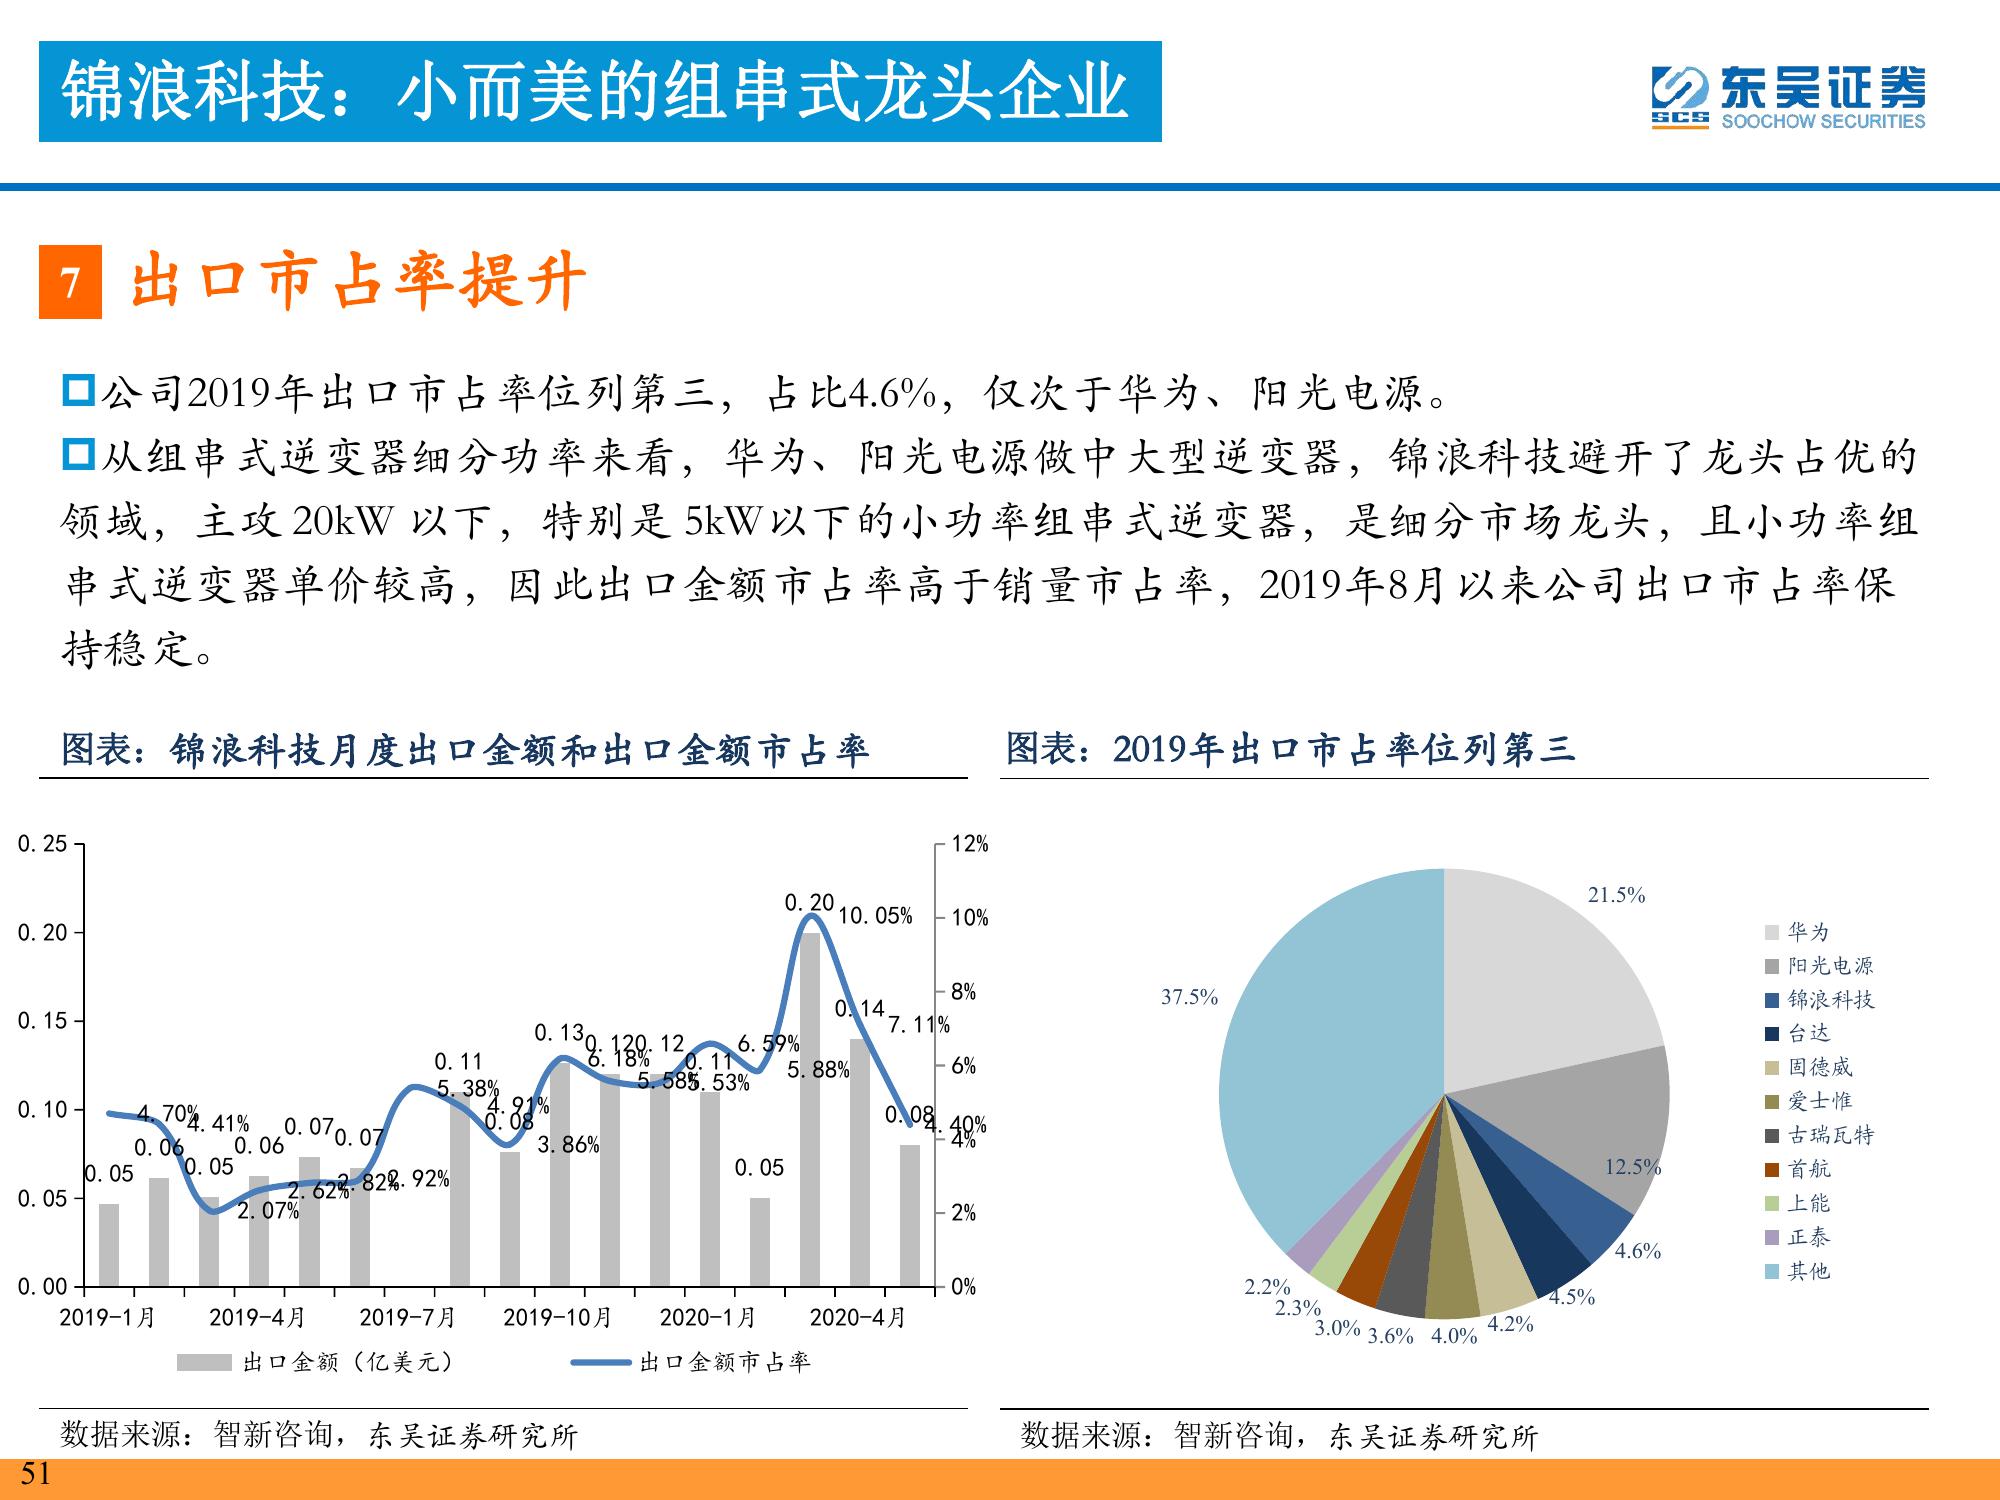 锦浪科技：小而美的组串式龙头企业
东吴证券
SCS
SOOCHOW SECURITIES
7
出口市占率提升
公司2019年出口市占率位列第三，占比4.6%，仅次于华为、阳光电源。
从组串式逆变器细分功率来看，华为、阳光电源做中大型逆变器，锦浪科技避开了龙头占优的
领域，主攻 20kW 以下，特别是 5kW以下的小功率组串式逆变器，是细分市场龙头，且小功率组
串式逆变器单价较高，因此出口金额市占率高于销量市占率，2019年8月以来公司出口市占率保
持稳定。
图表：锦浪科技月度出口金额和出口金额市占率
0.25
0.20
0.15
0.10
0.05
0.00
12%
10%
8%
6%
4%
2%
0%
0.05
0.06
0.05
0.06
0.07
0.07
0.11
0.08
0.13
0.12
0.12
0.11
0.05
0.20
0.14
0.08
4.70%
4.41%
2.07%
2.62%
2.82%
2.92%
5.38%
4.91%
3.86%
6.18%
5.58%
5.53%
6.59%
5.88%
10.05%
7.11%
4.40%
2019-1月
2019-4月
2019-7月
2019-10月
2020-1月
2020-4月
出口金额（亿美元）
出口金额市占率
数据来源：智新咨询，东吴证券研究所
图表：2019年出口市占率位列第三
21.5%
12.5%
4.6%
4.5%
4.2%
4.0%
3.6%
3.0%
2.3%
2.2%
37.5%
华为
阳光电源
锦浪科技
台达
固德威
爱士惟
古瑞瓦特
首航
上能
正泰
其他
数据来源：智新咨询，东吴证券研究所
51